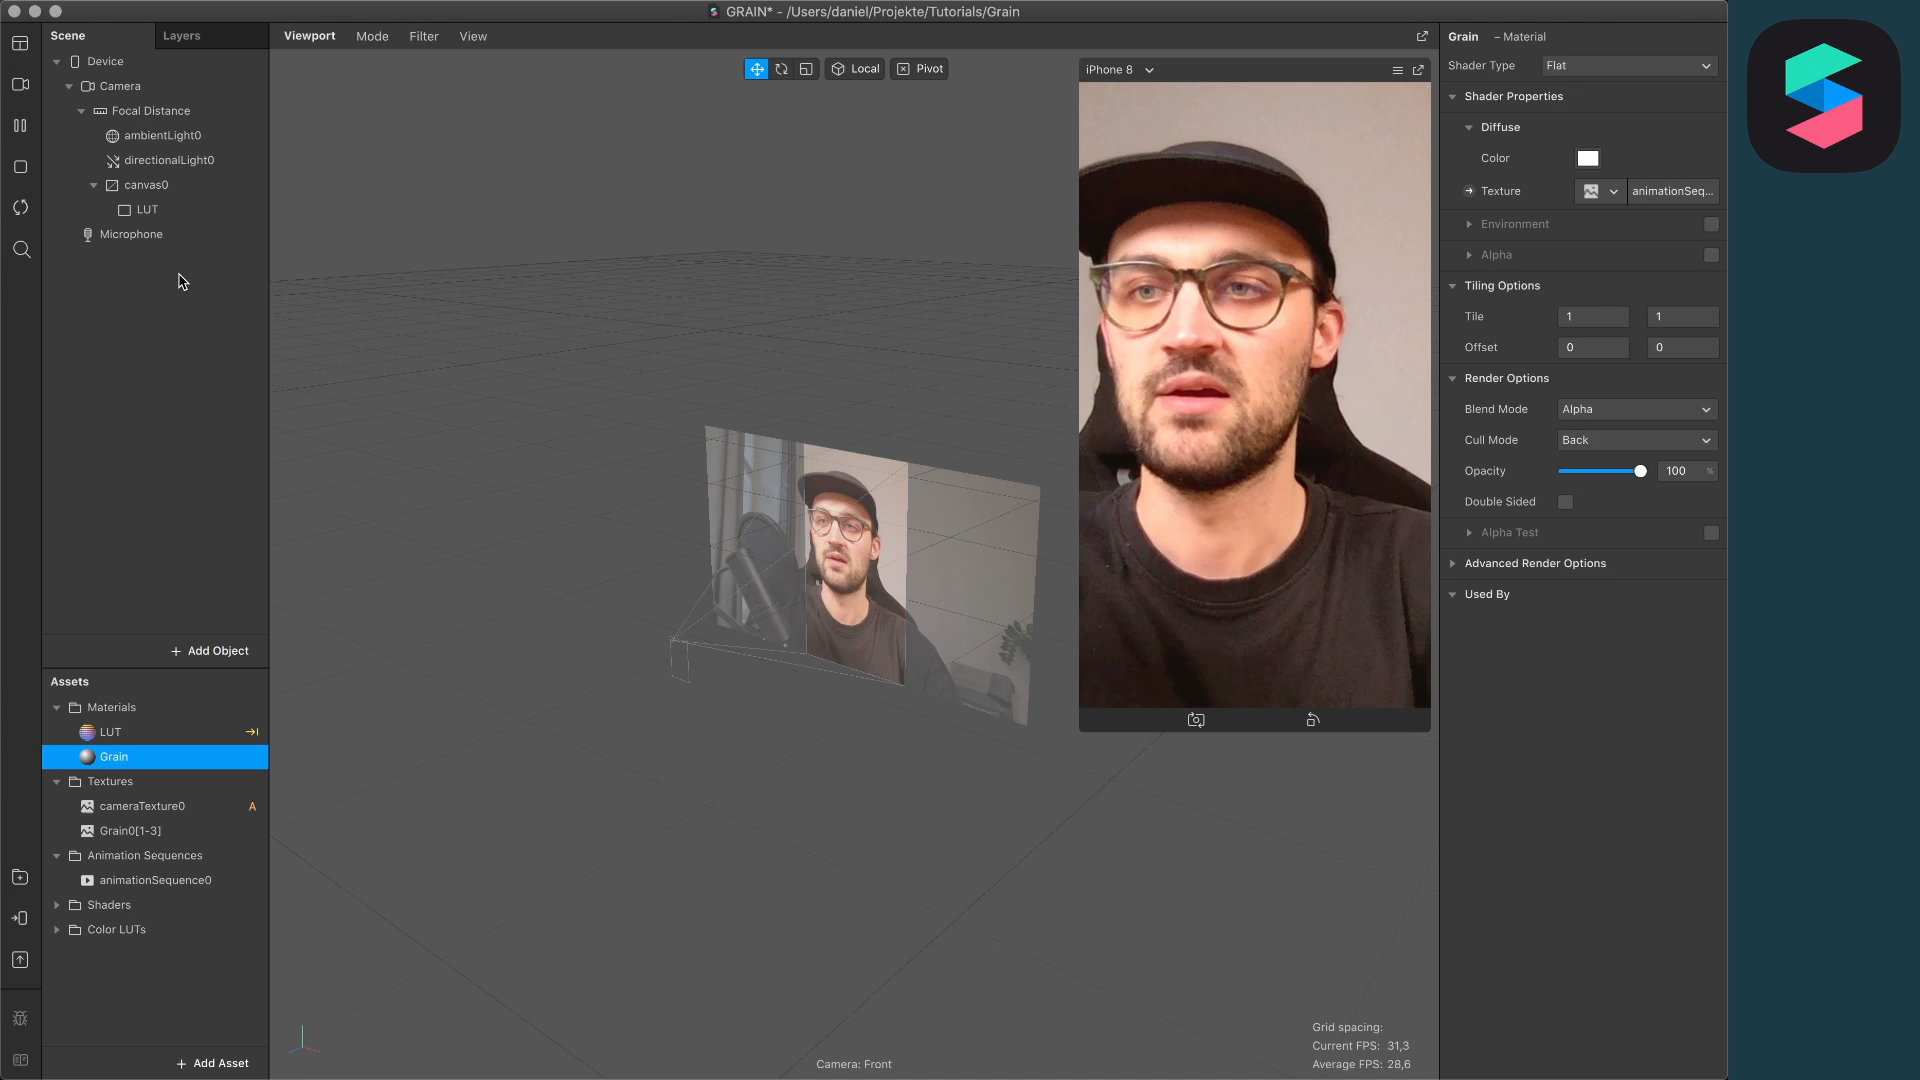 GRAIN* - /Users/daniel/Projekte/Tutorials/Grain
Scene
Layers
Viewport
Mode
Filter
View
Device
Camera
Focal Distance
ambientLight0
directionalLight0
canvas0
LUT
Microphone
+ Add Object
Local
Pivot
iPhone 8
Assets
Materials
LUT
Grain
Textures
cameraTexture0
A
Grain0[1-3]
Animation Sequences
animationSequence0
Shaders
Color LUTs
+ Add Asset
Camera: Front
Grid spacing:
Current FPS: 31,3
Average FPS: 28,6
Grain – Material
Shader Type Flat
Shader Properties
Diffuse
Color
Texture animationSeq...
Environment
Alpha
Tiling Options
Tile 1 1
Offset 0 0
Render Options
Blend Mode Alpha
Cull Mode Back
Opacity 100 %
Double Sided
Alpha Test
Advanced Render Options
Used By